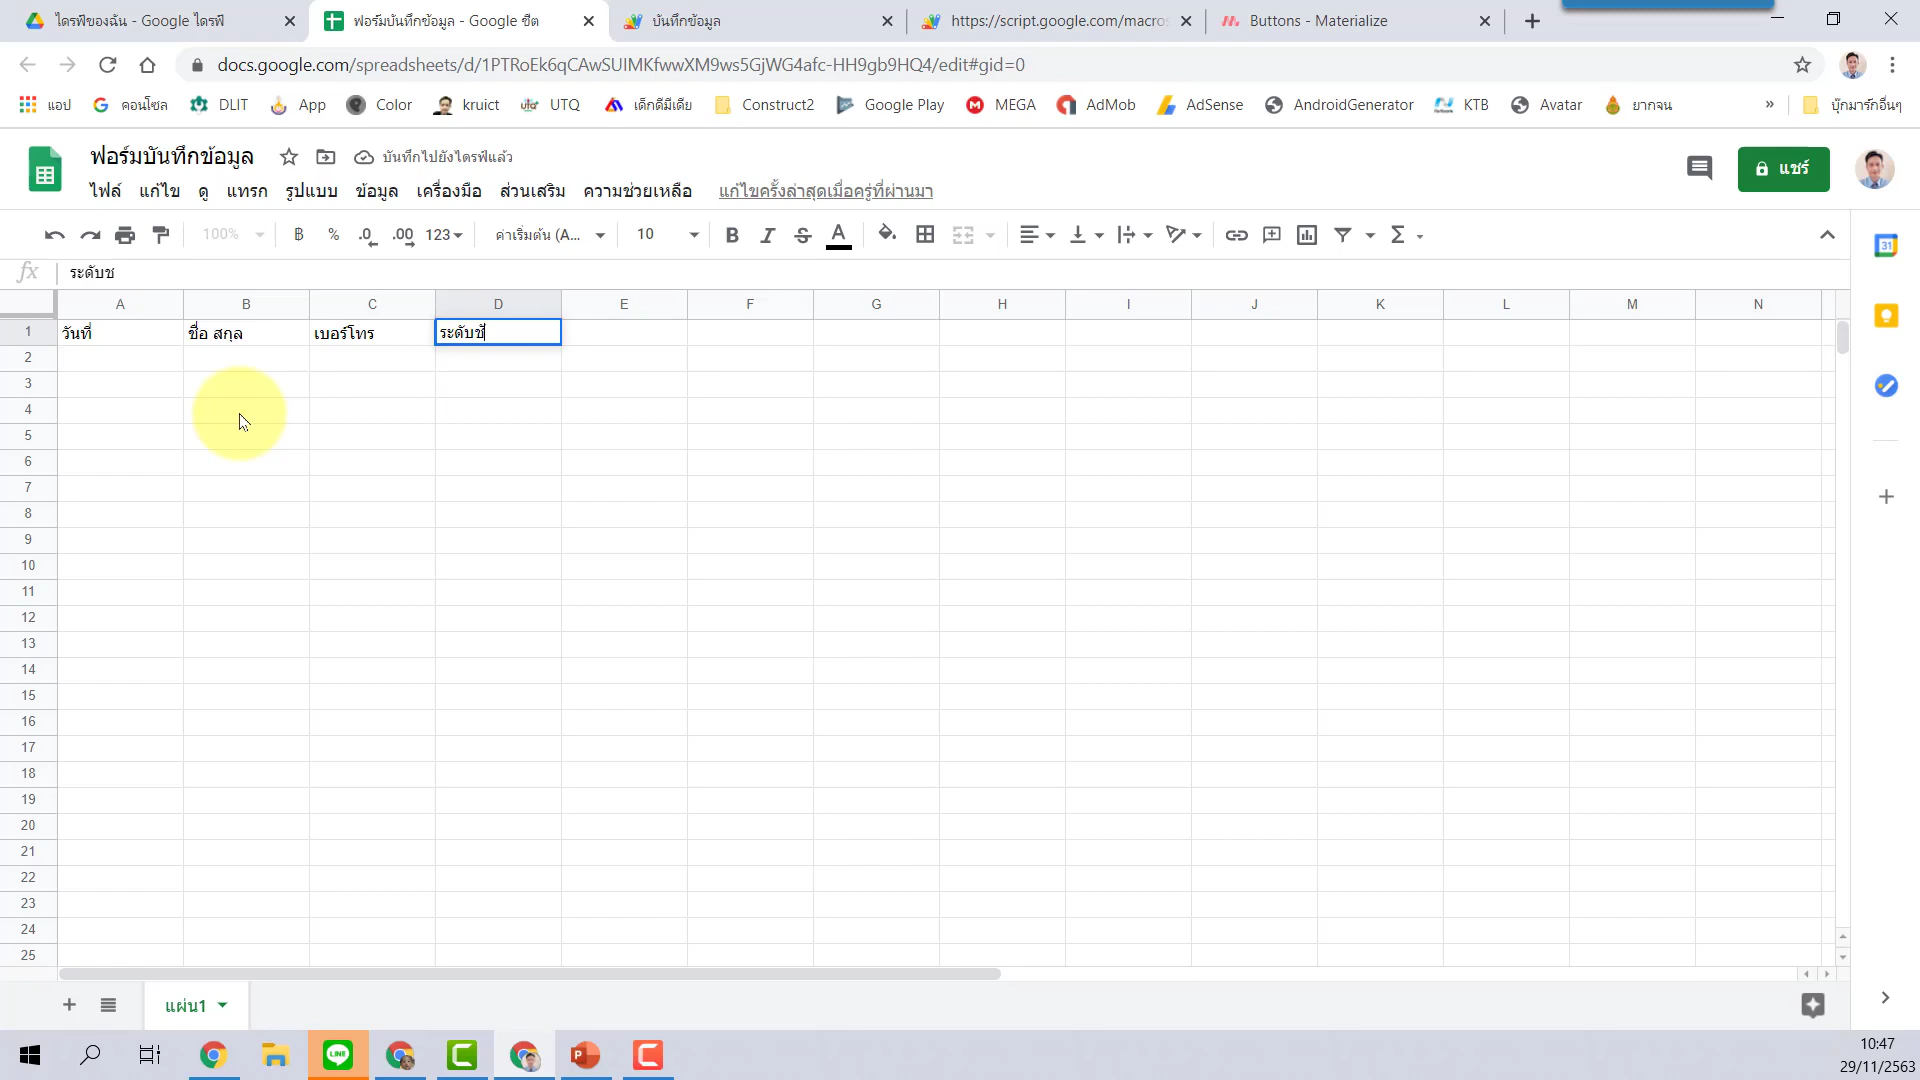 ไดรฟ์ของฉัน - Google ไดรฟ์
ฟอร์มบันทึกข้อมูล - Google ชีต
บันทึกข้อมูล
https://script.google.com/macros
Buttons - Materialize
docs.google.com/spreadsheets/d/1PTRoEk6qCAwSUIMKfwwXM9ws5GjWG4afc-HH9gb9HQ4/edit#gid=0
แอป คอนโซล DLIT App Color kruict UTQ เด็กดีมีเดีย Construct2 Google Play MEGA AdMob AdSense AndroidGenerator KTB Avatar ยากจน » บุ๊กมาร์กอื่นๆ
ฟอร์มบันทึกข้อมูล บันทึกไปยังไดรฟ์แล้ว
แชร์
ไฟล์ แก้ไข ดู แทรก รูปแบบ ข้อมูล เครื่องมือ ส่วนเสริม ความช่วยเหลือ แก้ไขครั้งล่าสุดเมื่อครู่ที่ผ่านมา
100% ฿ % .0 .00 123 ค่าเริ่มต้น (A... 10 B I S A Σ
31
fx ระดับช
A B C D E F G H I J K L M N
1 วันที่ ชื่อ สกุล เบอร์โทร ระดับชั
2
3
4
5
6
7
8
9
10
11
12
13
14
15
16
17
18
19
20
21
22
23
24
25
แผ่น1
LINE
10:47
29/11/2563